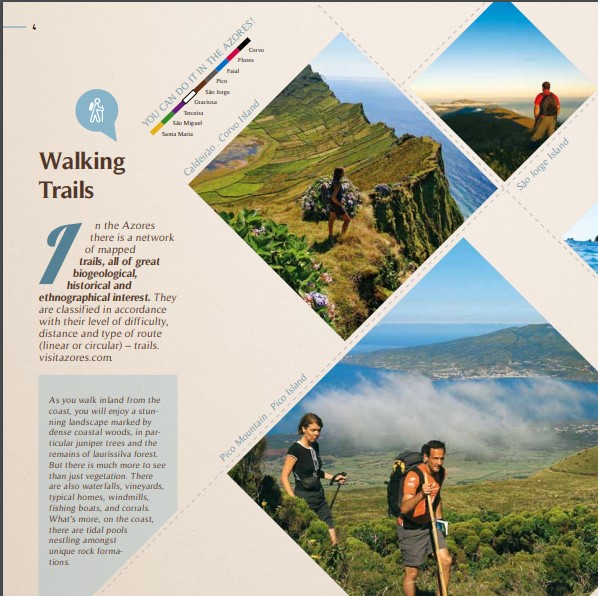 4
YOU CAN DO IT IN THE AZORES!
Corvo
Flores
Faial
Pico
São Jorge
Graciosa
Terceira
São Miguel
Santa Maria
Caldeirão . Corvo Island
São Jorge Island
Walking
Trails
In the Azores
there is a network
of mapped
trails, all of great
biogeological,
historical and
ethnographical interest. They
are classified in accordance
with their level of difficulty,
distance and type of route
(linear or circular) – trails.
visitazores.com.
Pico Mountain . Pico Island
As you walk inland from the
coast, you will enjoy a stun-
ning landscape marked by
dense coastal woods, in par-
ticular juniper trees and the
remains of laurissilva forest.
But there is much more to see
than just vegetation. There
are also waterfalls, vineyards,
typical homes, windmills,
fishing boats, and corrals.
What's more, on the coast,
there are tidal pools
nestling amongst
unique rock forma-
tions.